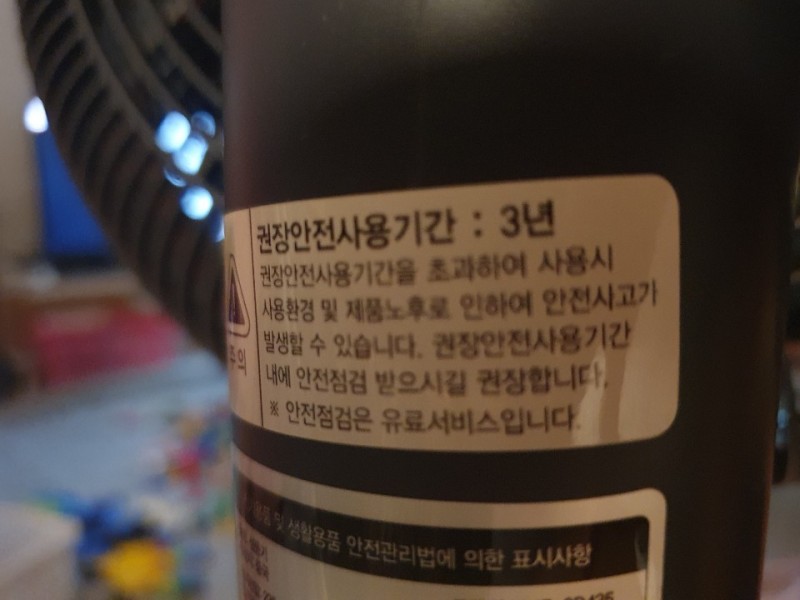 권장안전사용기간 : 3년
권장안전사용기간을 초과하여 사용시
사용환경 및 제품노후로 인하여 안전사고가
발생할 수 있습니다. 권장안전사용기간
주의
내에 안전점검 받으시길 권장합니다.
※ 안전점검은 유료서비스입니다.
및 생활용품 안전관리법에 의한 표시사항